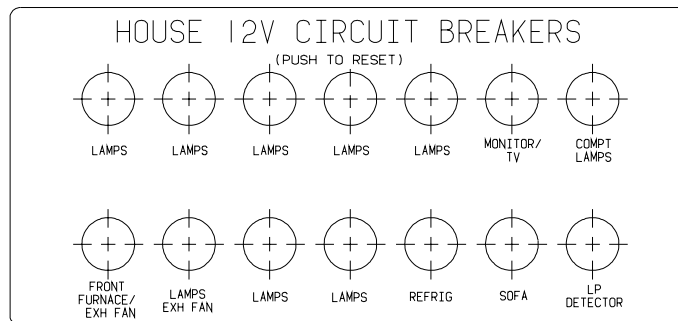 HOUSE 12V CIRCUIT BREAKERS
(PUSH TO RESET)
LAMPS LAMPS LAMPS LAMPS LAMPS MONITOR/ TV COMPT LAMPS
FRONT FURNACE/ EXH FAN LAMPS EXH FAN LAMPS LAMPS REFRIG SOFA LP DETECTOR